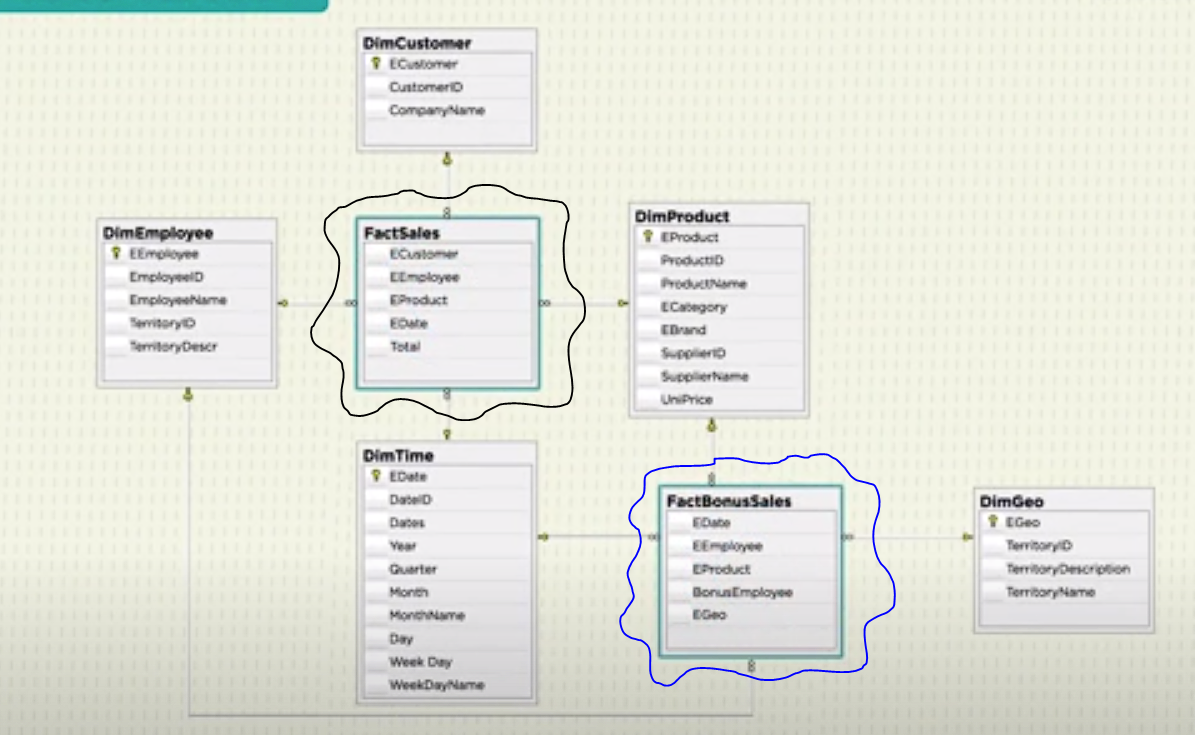 DimCustomer
ECustomer
CustomerID
CompanyName
DimEmployee
EEmployee
EmployeeID
EmployeeName
TerritoryID
TerritoryDescr
FactSales
ECustomer
EEmployee
EProduct
EDate
Total
DimProduct
EProduct
ProductID
ProductName
ECategory
EBrand
SupplierID
SupplierName
UniPrice
DimTime
EDate
DateID
Dates
Year
Quarter
Month
MonthName
Day
Week Day
WeekDayName
FactBonusSales
EDate
EEmployee
EProduct
BonusEmployee
EGeo
DimGeo
EGeo
TerritoryID
TerritoryDescription
TerritoryName